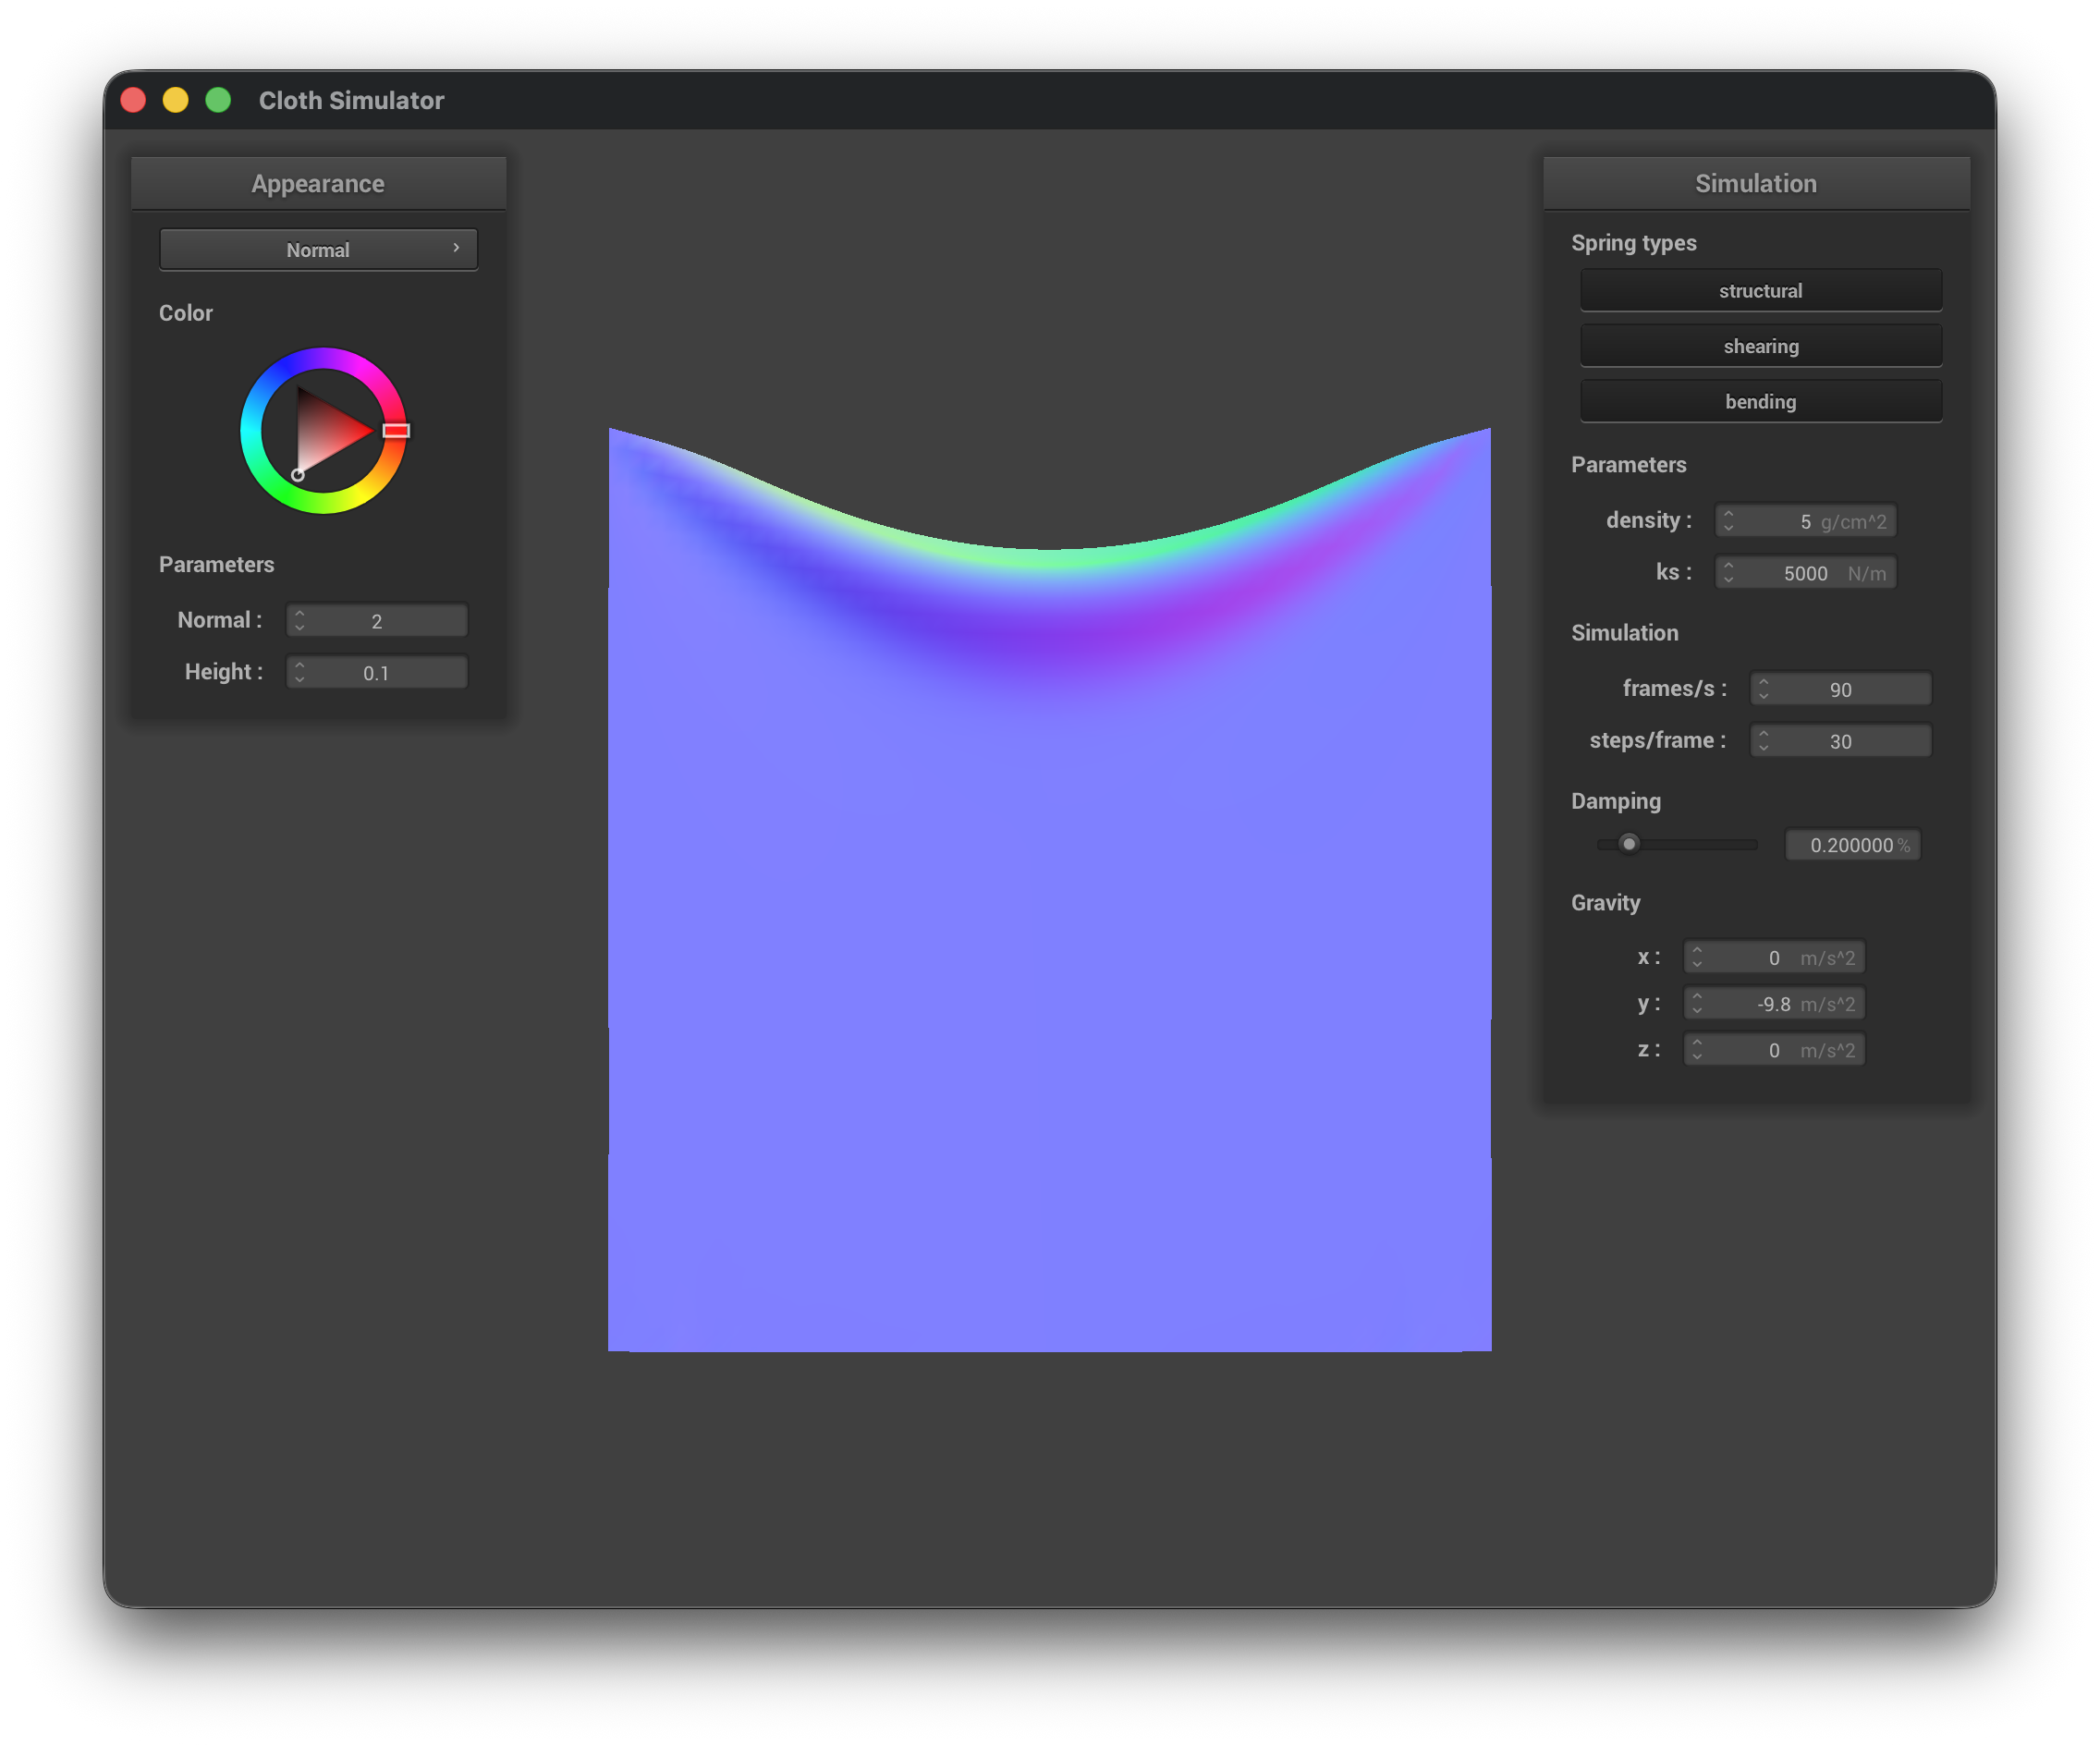 Cloth Simulator
Appearance
Normal
Color
Parameters
Normal :
2
Height :
0.1
Simulation
Spring types
structural
shearing
bending
Parameters
density :
5 g/cm^2
ks :
5000 N/m
Simulation
frames/s :
90
steps/frame :
30
Damping
0.200000 %
Gravity
x :
0 m/s^2
y :
-9.8 m/s^2
z :
0 m/s^2